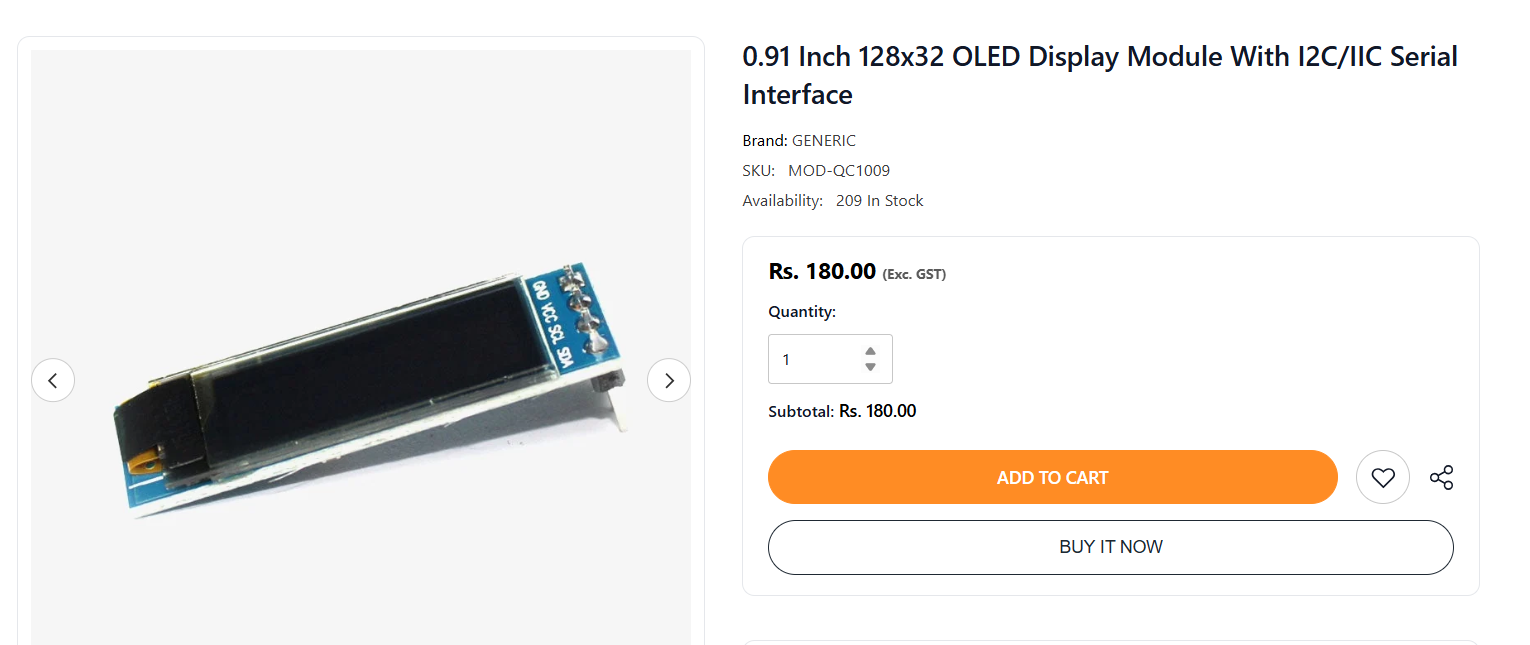 0.91 Inch 128x32 OLED Display Module With I2C/IIC Serial
Interface
Brand: GENERIC
SKU: MOD-QC1009
Availability: 209 In Stock
Rs. 180.00 (Exc. GST)
Quantity:
1
Subtotal: Rs. 180.00
ADD TO CART
BUY IT NOW
GND VCC SCL SDA